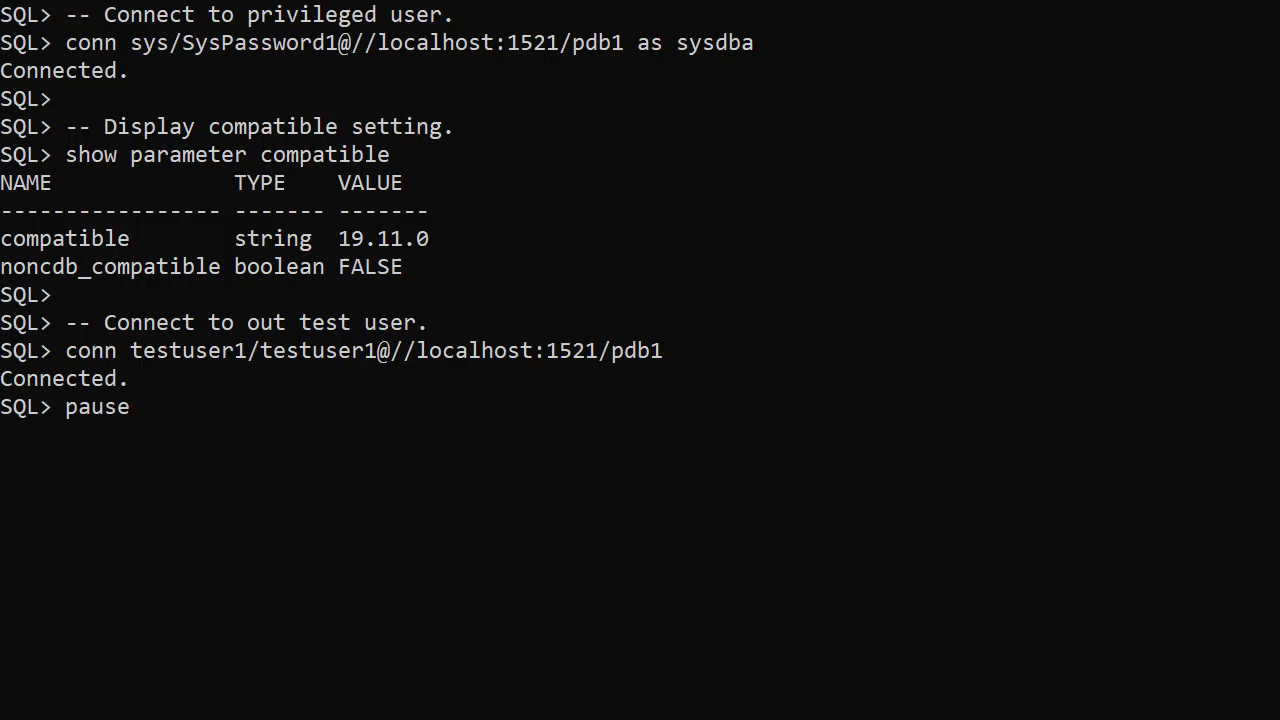 SQL> -- Connect to privileged user.
SQL> conn sys/SysPassword1@//localhost:1521/pdb1 as sysdba
Connected.
SQL>
SQL> -- Display compatible setting.
SQL> show parameter compatible
NAME              TYPE    VALUE
----------------- ------- -------
compatible        string  19.11.0
noncdb_compatible boolean FALSE
SQL>
SQL> -- Connect to out test user.
SQL> conn testuser1/testuser1@//localhost:1521/pdb1
Connected.
SQL> pause